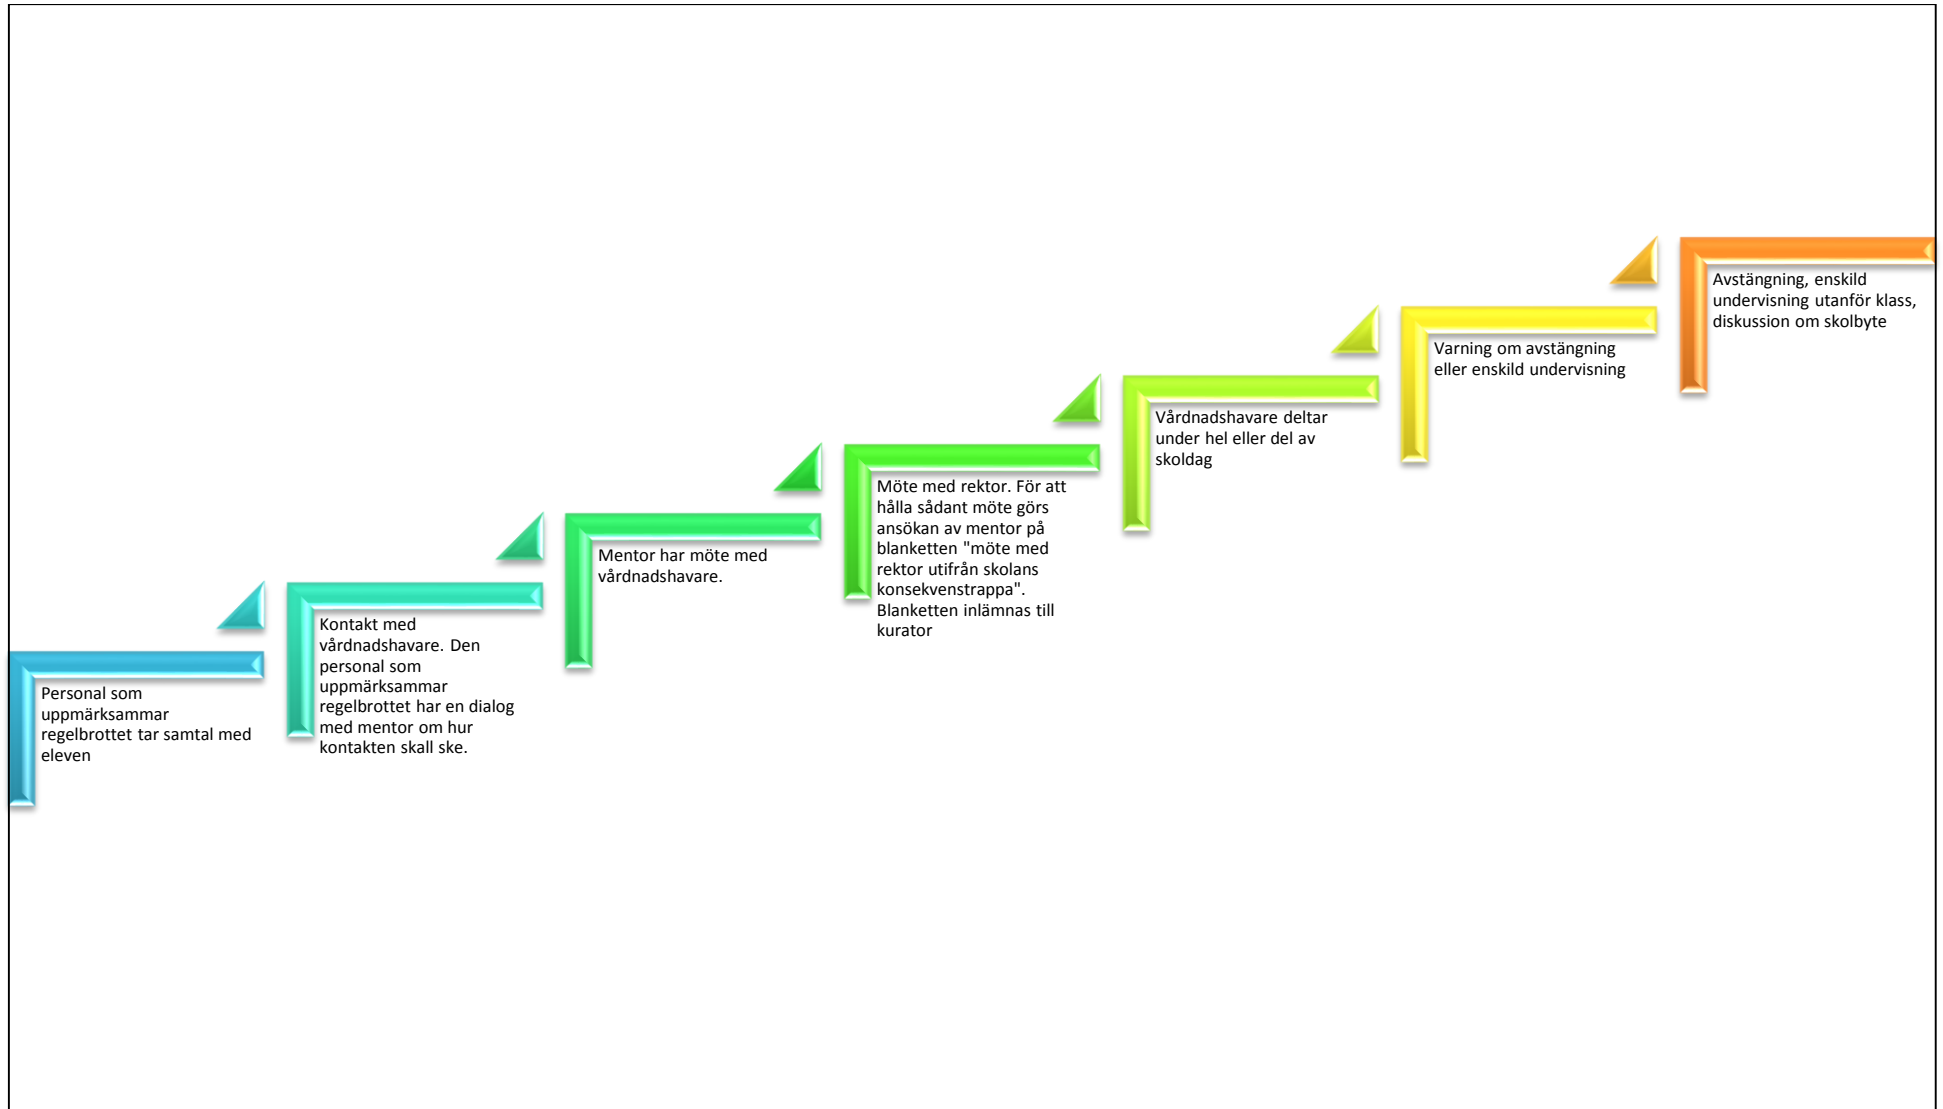 Personal som
uppmärksammar
regelbrottet tar samtal med
eleven
Kontakt med
vårdnadshavare. Den
personal som
uppmärksammar
regelbrottet har en dialog
med mentor om hur
kontakten skall ske.
Mentor har möte med
vårdnadshavare.
Möte med rektor. För att
hålla sådant möte görs
ansökan av mentor på
blanketten "möte med
rektor utifrån skolans
konsekvenstrappa".
Blanketten inlämnas till
kurator
Vårdnadshavare deltar
under hel eller del av
skoldag
Varning om avstängning
eller enskild undervisning
Avstängning, enskild
undervisning utanför klass,
diskussion om skolbyte